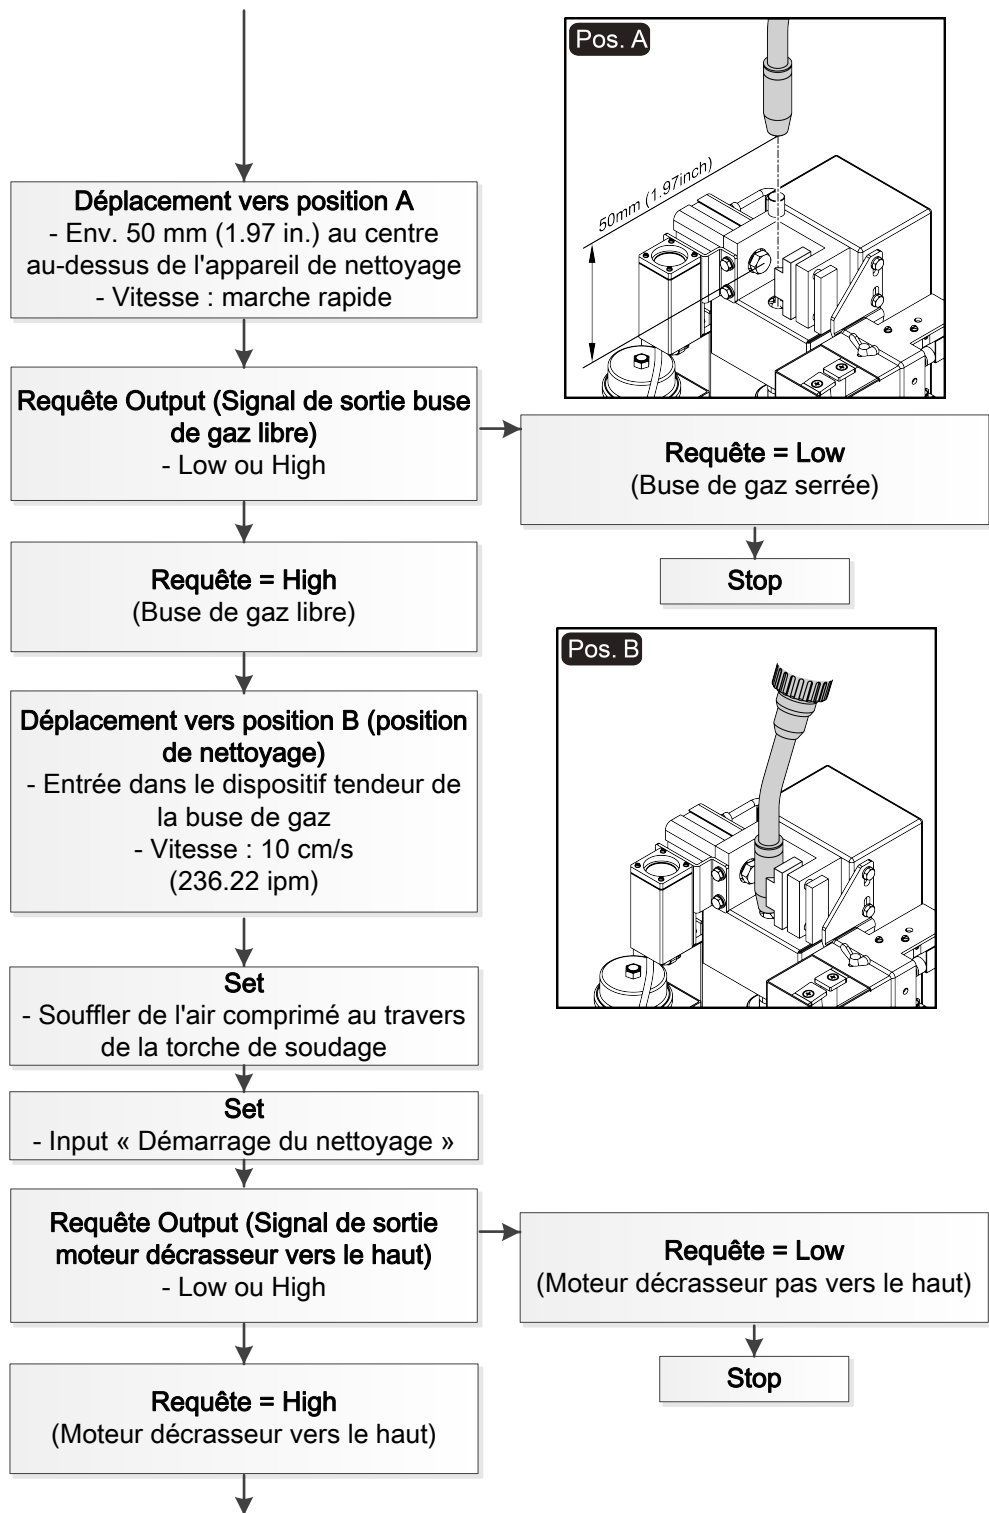 Pos. A
50mm (1.97inch)
Déplacement vers position A
- Env. 50 mm (1.97 in.) au centre
au-dessus de l'appareil de nettoyage
- Vitesse : marche rapide
Requête Output (Signal de sortie buse
de gaz libre)
- Low ou High
Requête = Low
(Buse de gaz serrée)
Stop
Requête = High
(Buse de gaz libre)
Pos. B
Déplacement vers position B (position
de nettoyage)
- Entrée dans le dispositif tendeur de
la buse de gaz
- Vitesse : 10 cm/s
(236.22 ipm)
Set
- Souffler de l'air comprimé au travers
de la torche de soudage
Set
- Input « Démarrage du nettoyage »
Requête Output (Signal de sortie
moteur décrasseur vers le haut)
- Low ou High
Requête = Low
(Moteur décrasseur pas vers le haut)
Stop
Requête = High
(Moteur décrasseur vers le haut)